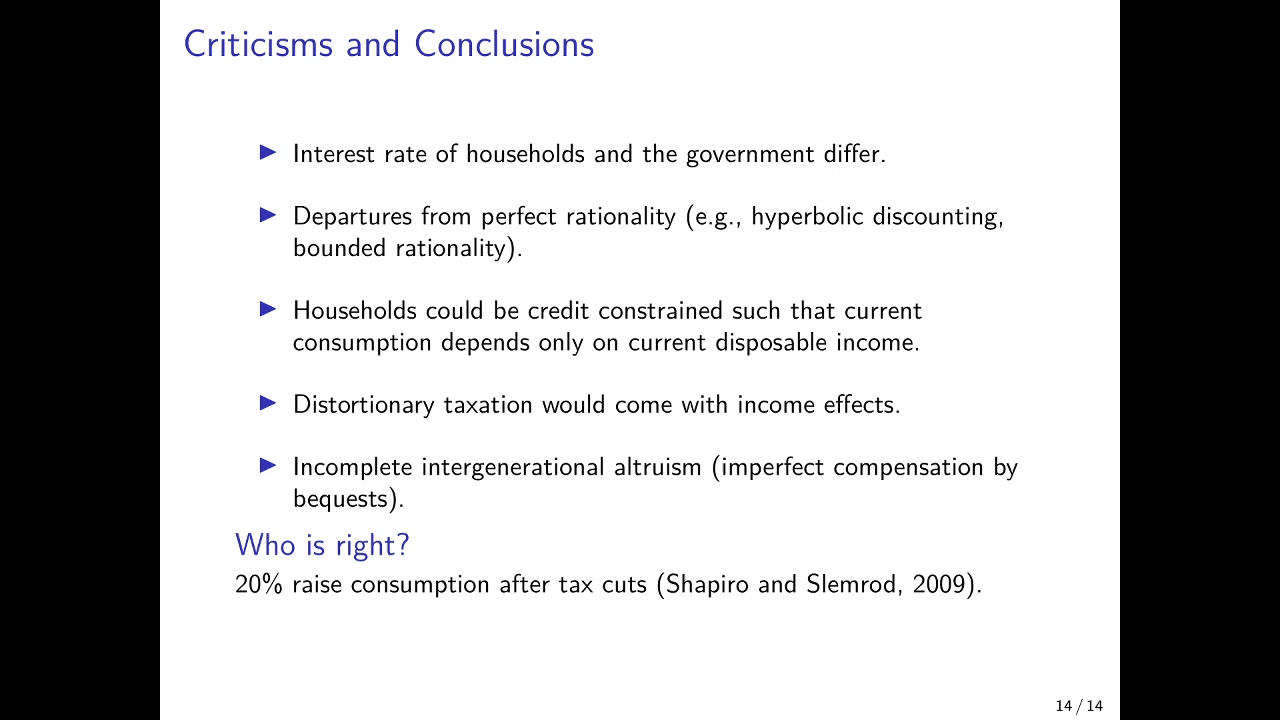 Criticisms and Conclusions
Interest rate of households and the government differ.
Departures from perfect rationality (e.g., hyperbolic discounting,
bounded rationality).
Households could be credit constrained such that current
consumption depends only on current disposable income.
Distortionary taxation would come with income effects.
Incomplete intergenerational altruism (imperfect compensation by
bequests).
Who is right?
20% raise consumption after tax cuts (Shapiro and Slemrod, 2009).
14 / 14